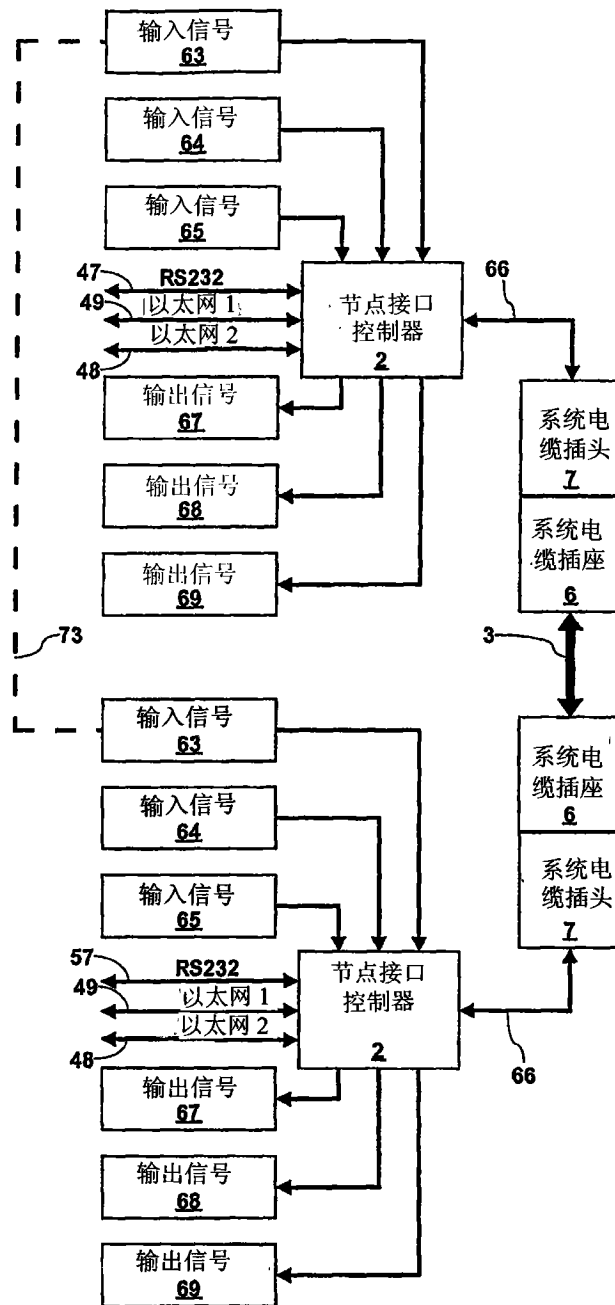 输入信号
63
输入信号
64
输入信号
65
47
RS232
49
以太网 1
以太网 2
48
节点接口
控制器
2
66
输出信号
67
输出信号
68
输出信号
69
系统电
缆插头
7
系统电
缆插座
6
73
3
输入信号
63
输入信号
64
输入信号
65
系统电
缆插座
6
系统电
缆插头
7
57
RS232
49
以太网 1
以太网 2
48
节点接口
控制器
2
66
输出信号
67
输出信号
68
输出信号
69